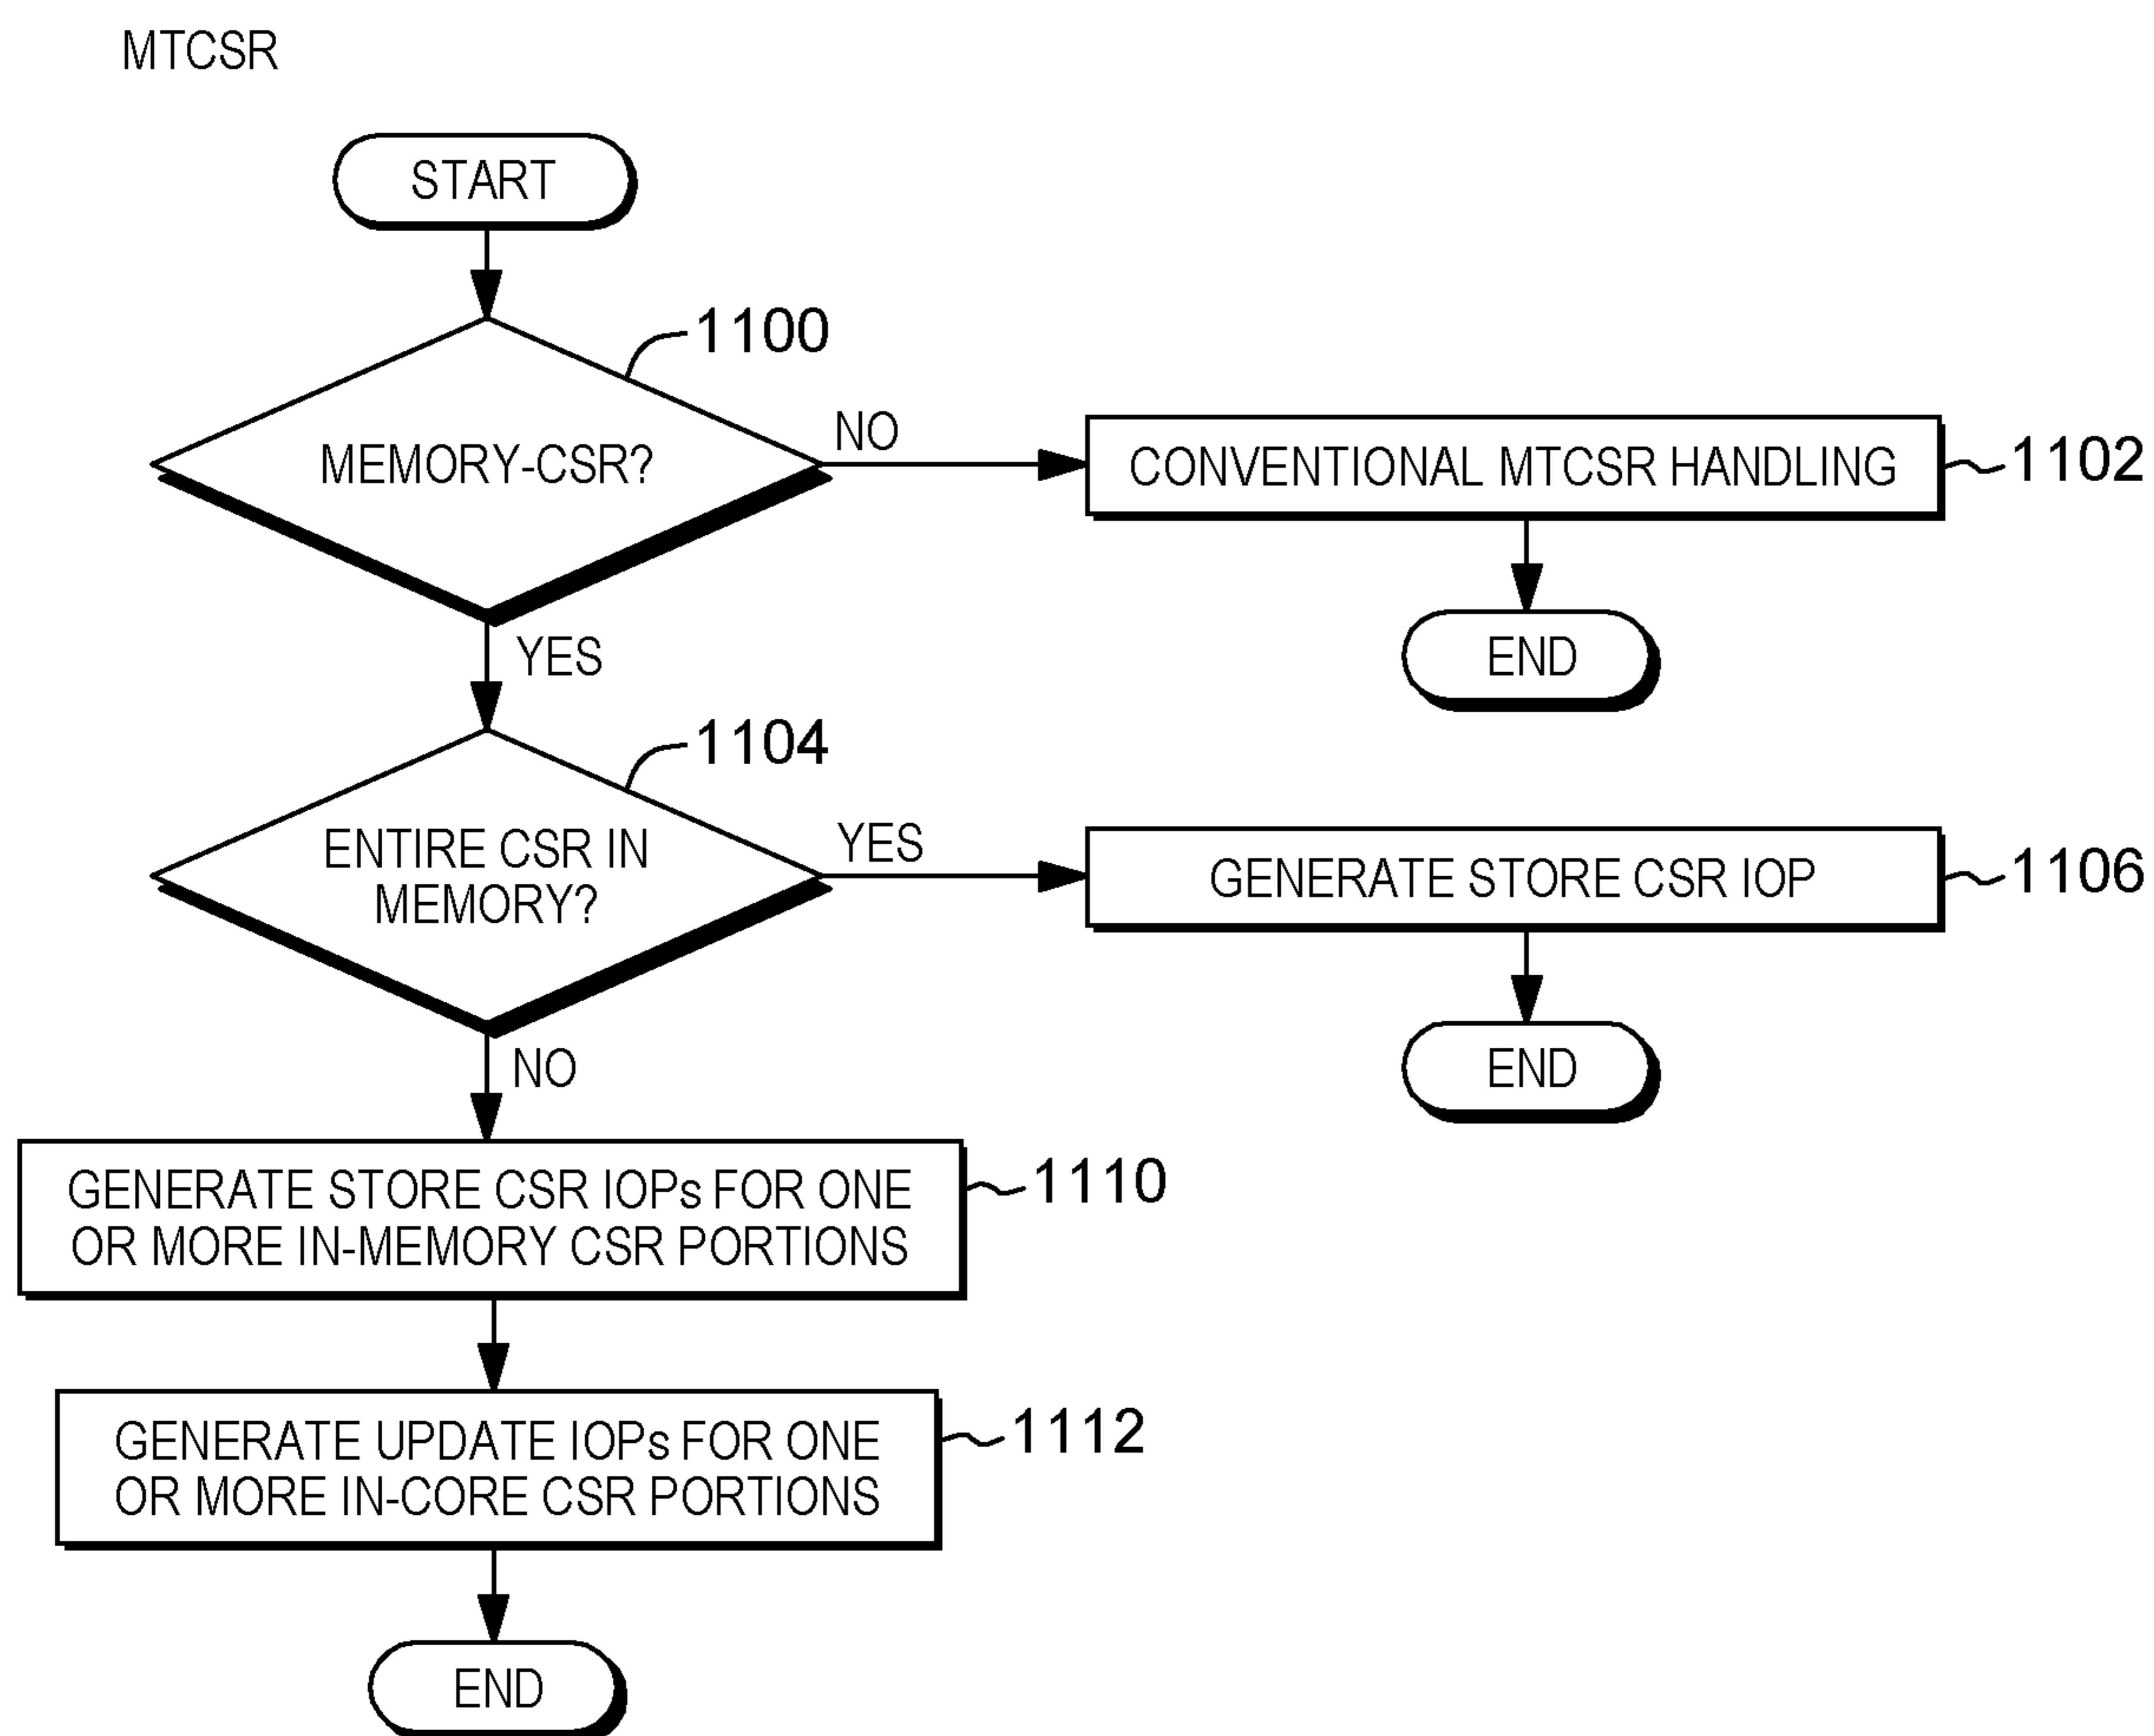 MTCSR
START
1100
MEMORY-CSR?
NO
CONVENTIONAL MTCSR HANDLING
1102
END
YES
1104
ENTIRE CSR IN
MEMORY?
YES
GENERATE STORE CSR IOP
1106
END
NO
GENERATE STORE CSR IOPs FOR ONE
OR MORE IN-MEMORY CSR PORTIONS
1110
GENERATE UPDATE IOPs FOR ONE
OR MORE IN-CORE CSR PORTIONS
1112
END